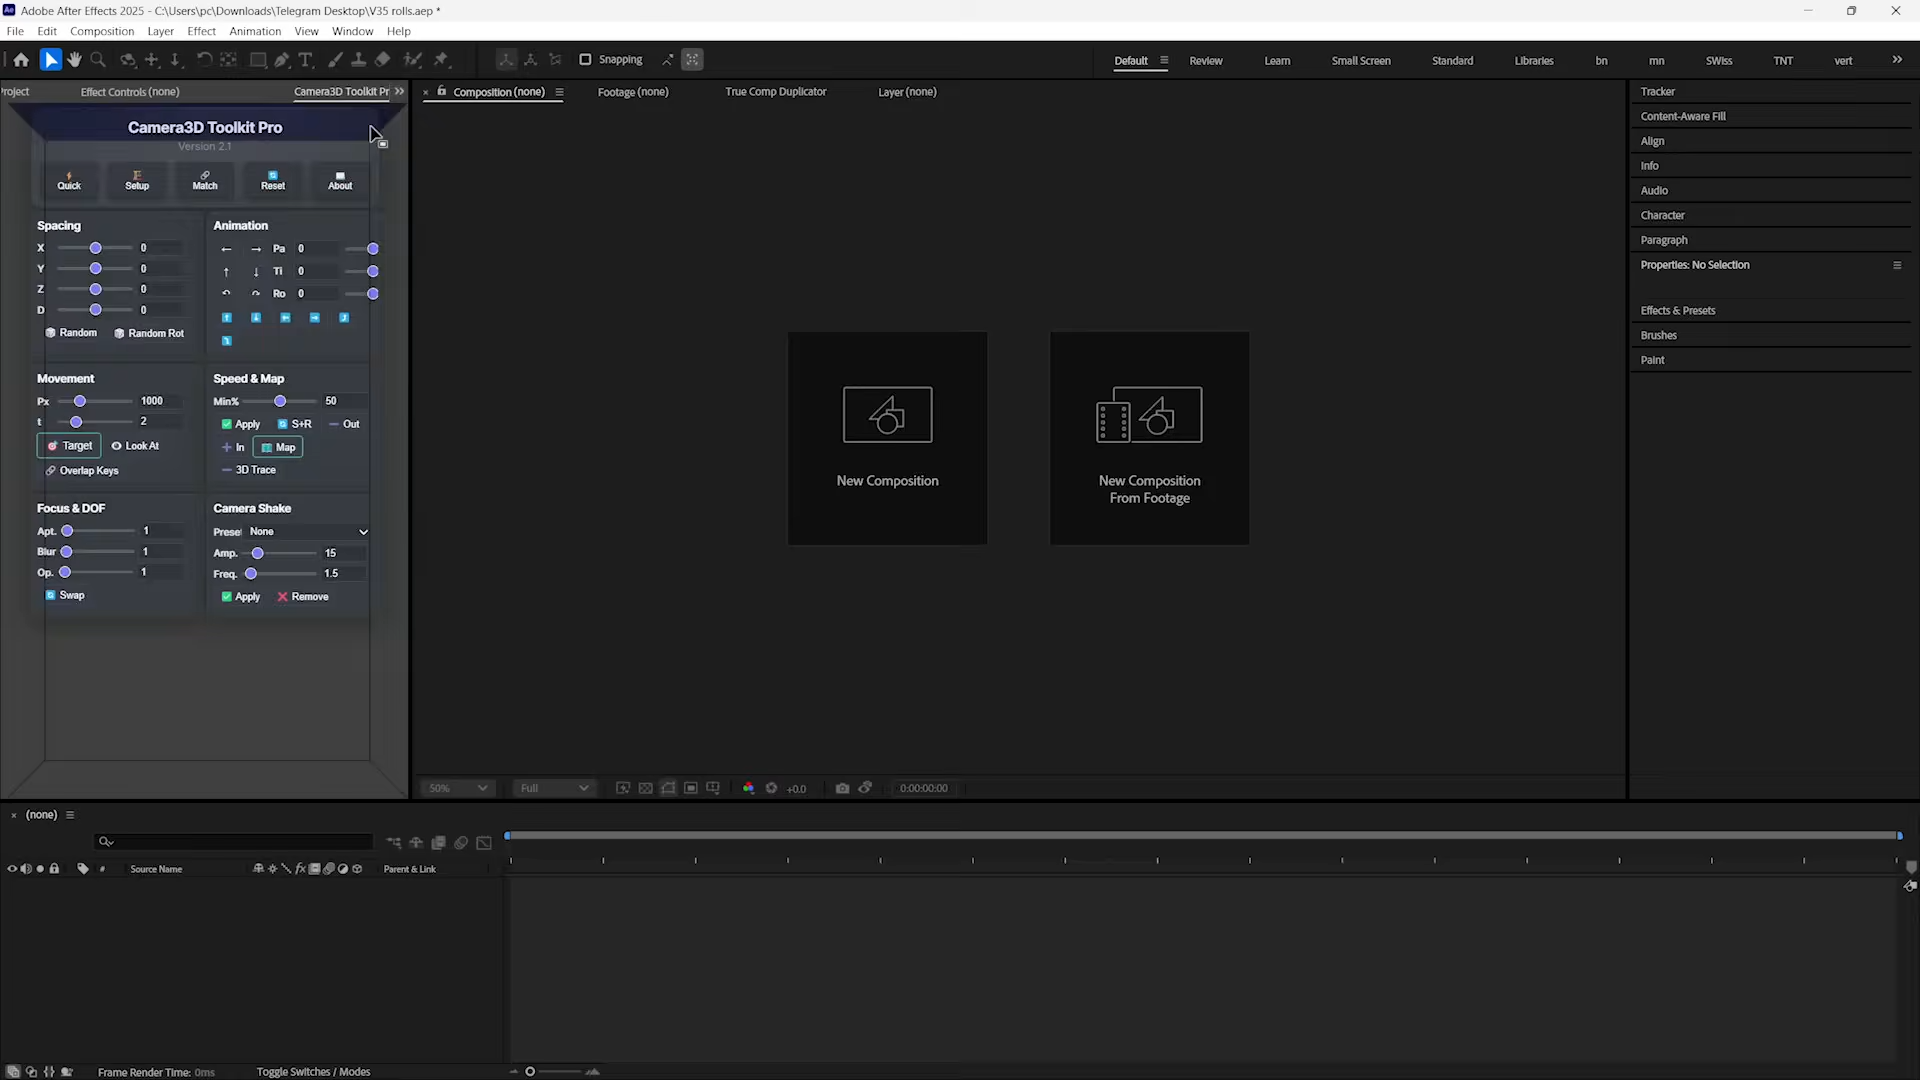 Adobe After Effects 2025 - C:\Users\pc\Downloads\Telegram Desktop\V35 rolls.aep *
File Edit Composition Layer Effect Animation View Window Help
Snapping
Default Review Learn Small Screen Standard Libraries bn mn SWiss TNT vert
roject Effect Controls (none) Camera3D Toolkit Pr
Composition (none) Footage (none) True Comp Duplicator Layer (none)
Camera3D Toolkit Pro
Version 2.1
Quick Setup Match Reset About
Spacing
X 0
Y 0
Z 0
D 0
Random Random Rot
Animation
Pa 0
Ti 0
Ro 0
Movement
Px 1000
t 2
Target Look At
Overlap Keys
Speed & Map
Min% 50
Apply S+R Out
In Map
3D Trace
Focus & DOF
Apt. 1
Blur 1
Op. 1
Swap
Camera Shake
Preset None
Amp. 15
Freq. 1.5
Apply Remove
New Composition
New Composition
From Footage
50% Full +0.0 0:00:00:00
Tracker
Content-Aware Fill
Align
Info
Audio
Character
Paragraph
Properties: No Selection
Effects & Presets
Brushes
Paint
(none)
# Source Name fx Parent & Link
Frame Render Time: 0ms Toggle Switches / Modes